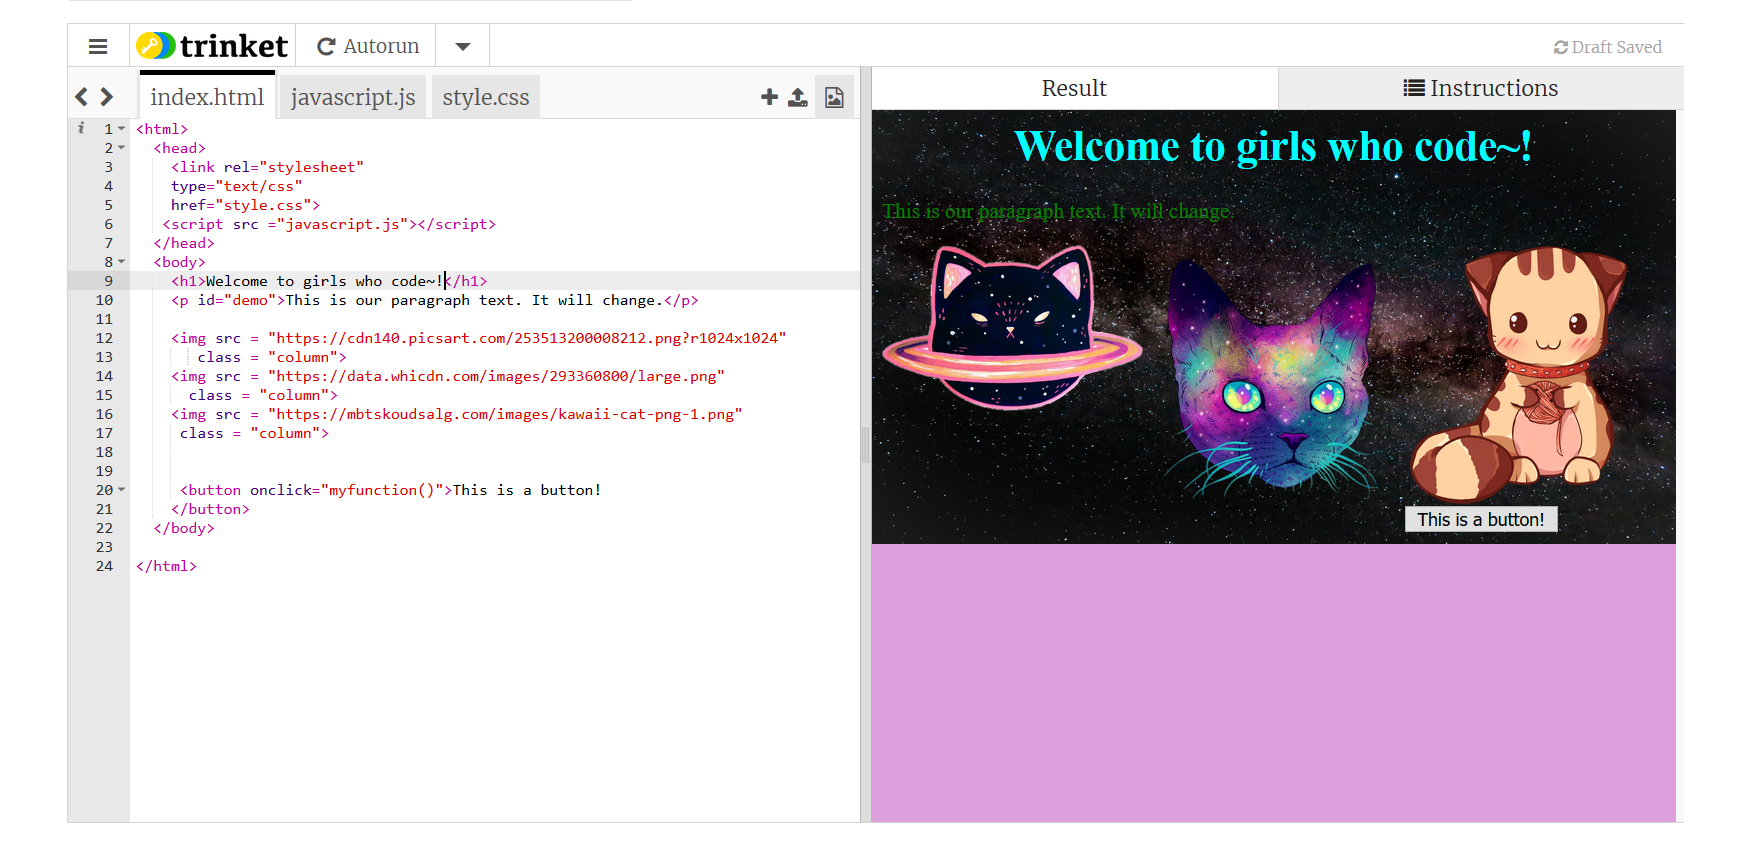 trinket Autorun Draft Saved
index.html javascript.js style.css
Result Instructions
1 <html>
2 <head>
3 <link rel="stylesheet"
4 type="text/css"
5 href="style.css">
6 <script src ="javascript.js"></script>
7 </head>
8 <body>
9 <h1>Welcome to girls who code~!</h1>
10 <p id="demo">This is our paragraph text. It will change.</p>
11
12 <img src = "https://cdn140.picsart.com/253513200008212.png?r1024x1024"
13 class = "column">
14 <img src = "https://data.whicdn.com/images/293360800/large.png"
15 class = "column">
16 <img src = "https://mbtskoudsalg.com/images/kawaii-cat-png-1.png"
17 class = "column">
18
19
20 <button onclick="myfunction()">This is a button!
21 </button>
22 </body>
23
24 </html>
Welcome to girls who code~!
This is our paragraph text. It will change.
This is a button!